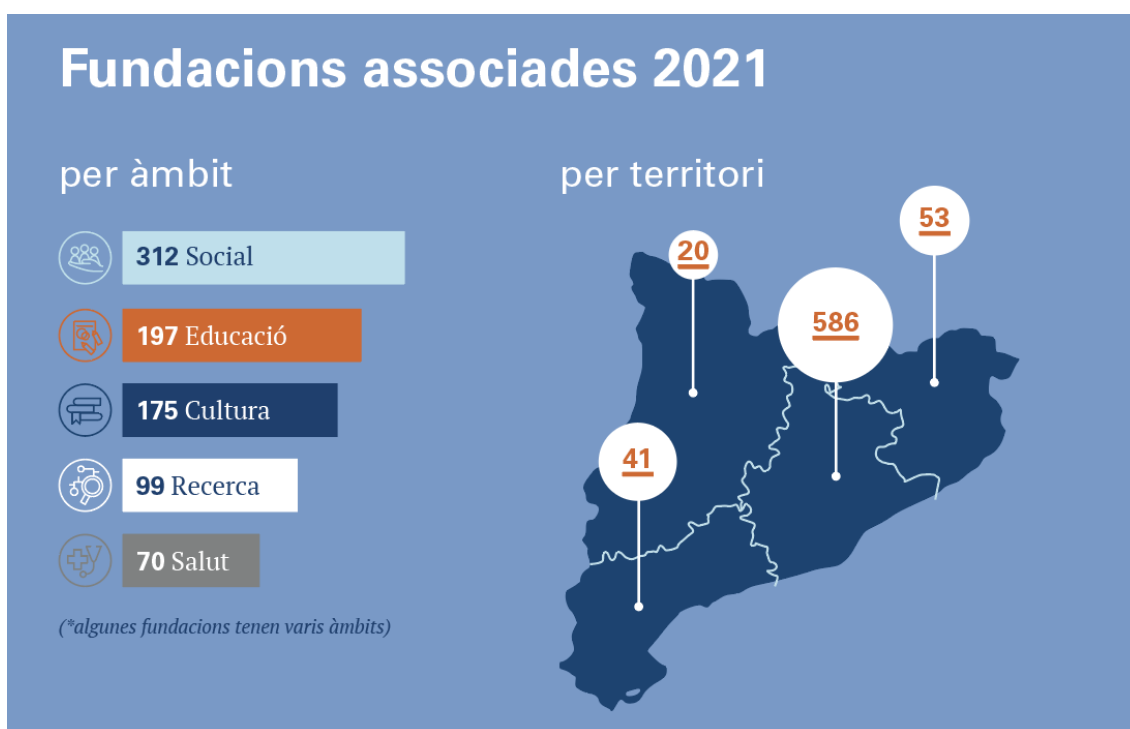 Fundacions associades 2021
per àmbit
312 Social
197 Educació
175 Cultura
99 Recerca
70 Salut
(*algunes fundacions tenen varis àmbits)
per territori
20
53
586
41